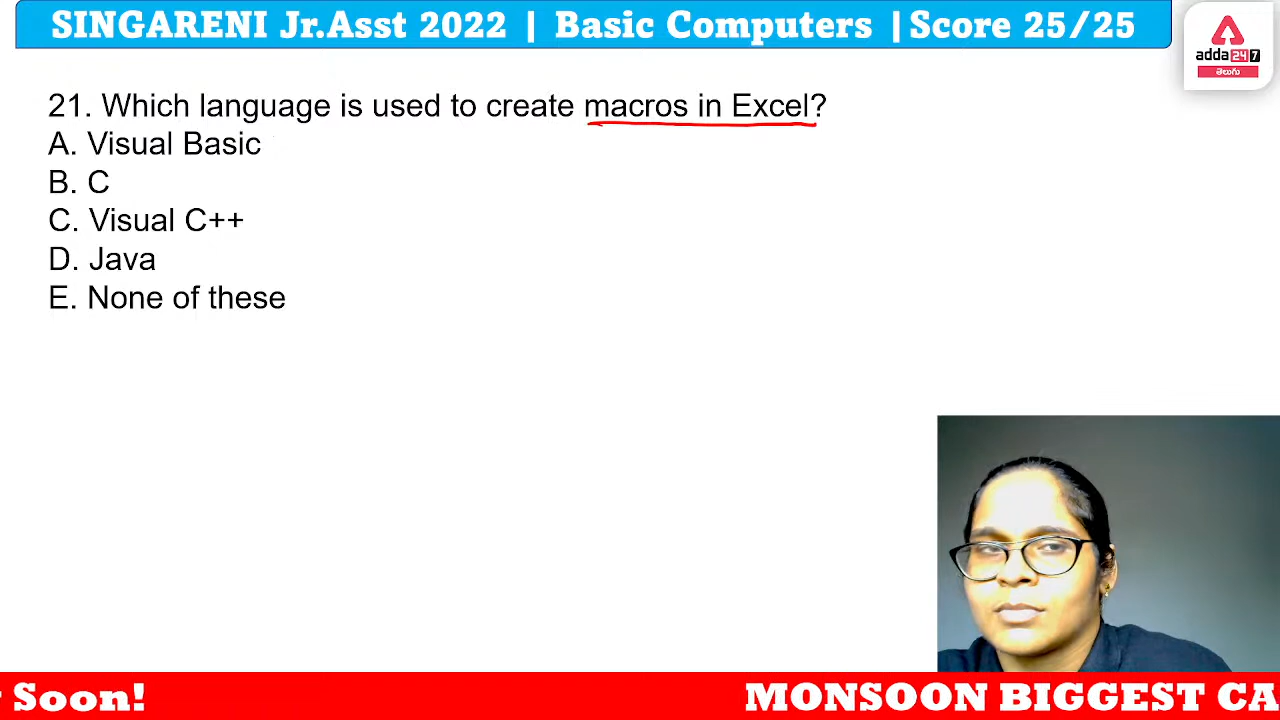 SINGARENI Jr.Asst 2022 | Basic Computers |Score 25/25
adda247
తెలుగు
21. Which language is used to create macros in Excel?
A. Visual Basic
B. C
C. Visual C++
D. Java
E. None of these
Soon! MONSOON BIGGEST CA